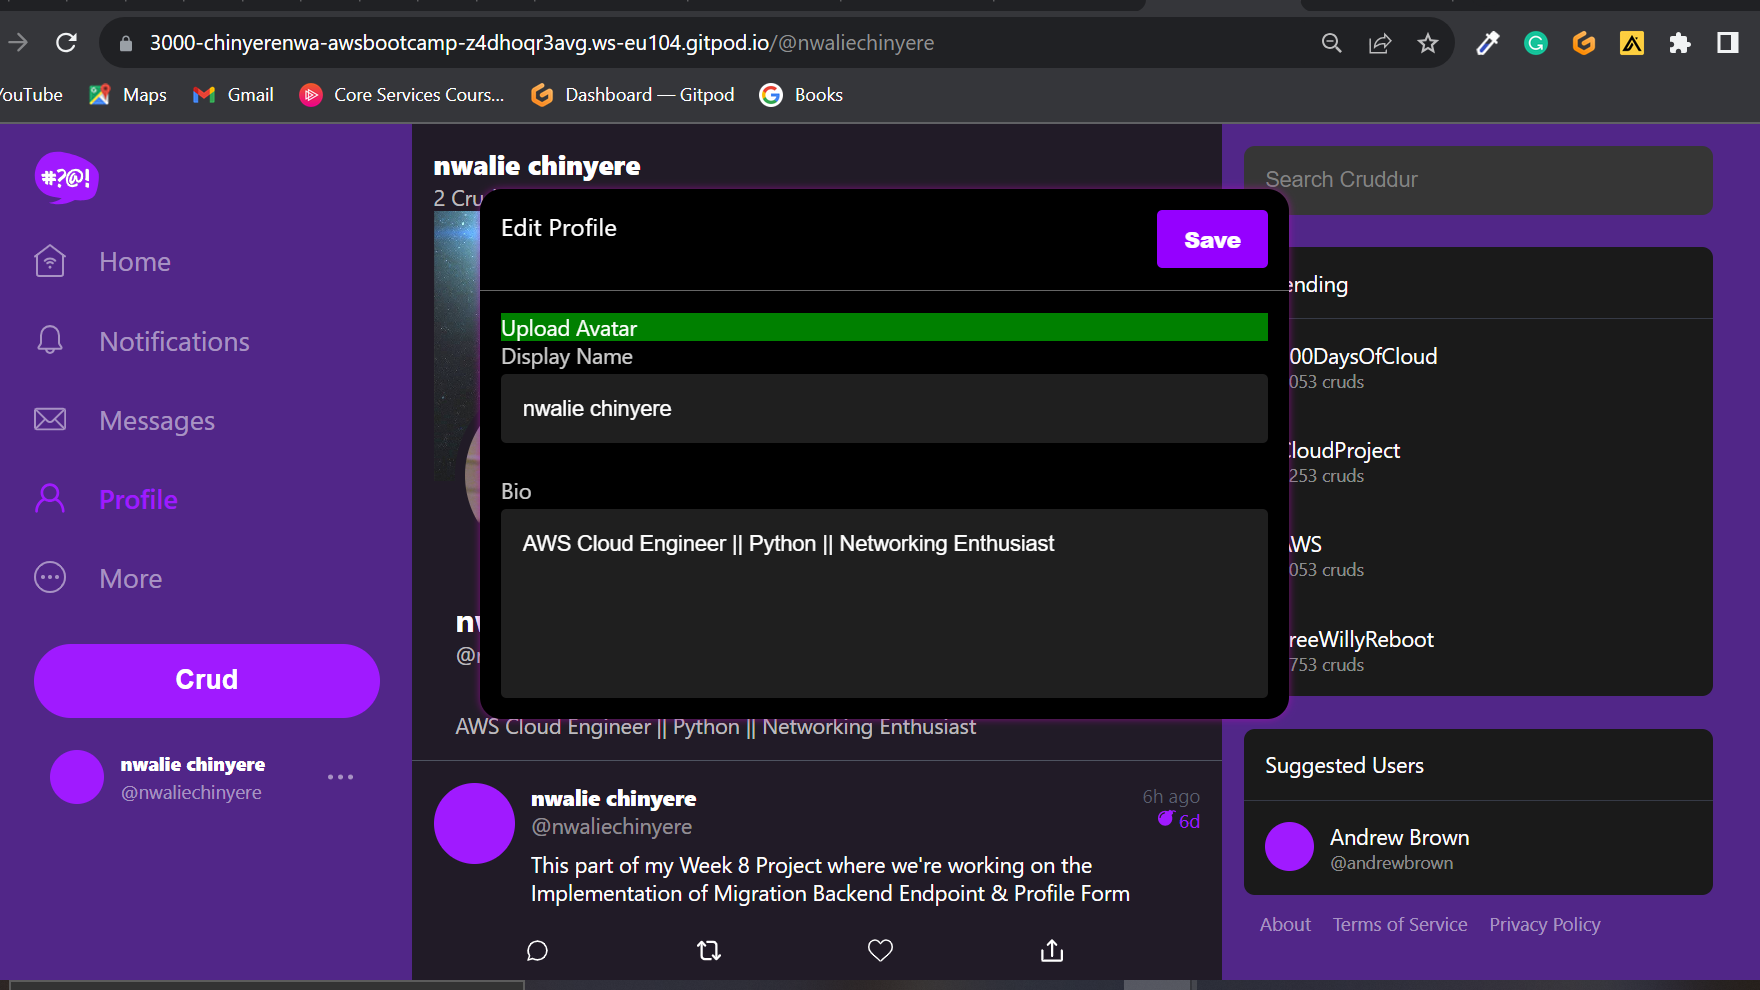 3000-chinyerenwa-awsbootcamp-z4dhoqr3avg.ws-eu104.gitpod.io/@nwaliechinyere
YouTube Maps Gmail Core Services Cours... Dashboard — Gitpod Books
#?@!
Home
Notifications
Messages
Profile
More
Crud
nwalie chinyere
@nwaliechinyere
nwalie chinyere
2 Cru
Edit Profile
Save
Upload Avatar
Display Name
nwalie chinyere
Bio
AWS Cloud Engineer || Python || Networking Enthusiast
AWS Cloud Engineer || Python || Networking Enthusiast
nwalie chinyere
@nwaliechinyere
6h ago
6d
This part of my Week 8 Project where we're working on the
Implementation of Migration Backend Endpoint & Profile Form
Search Cruddur
ending
00DaysOfCloud
053 cruds
CloudProject
253 cruds
AWS
053 cruds
reeWillyReboot
753 cruds
Suggested Users
Andrew Brown
@andrewbrown
About Terms of Service Privacy Policy